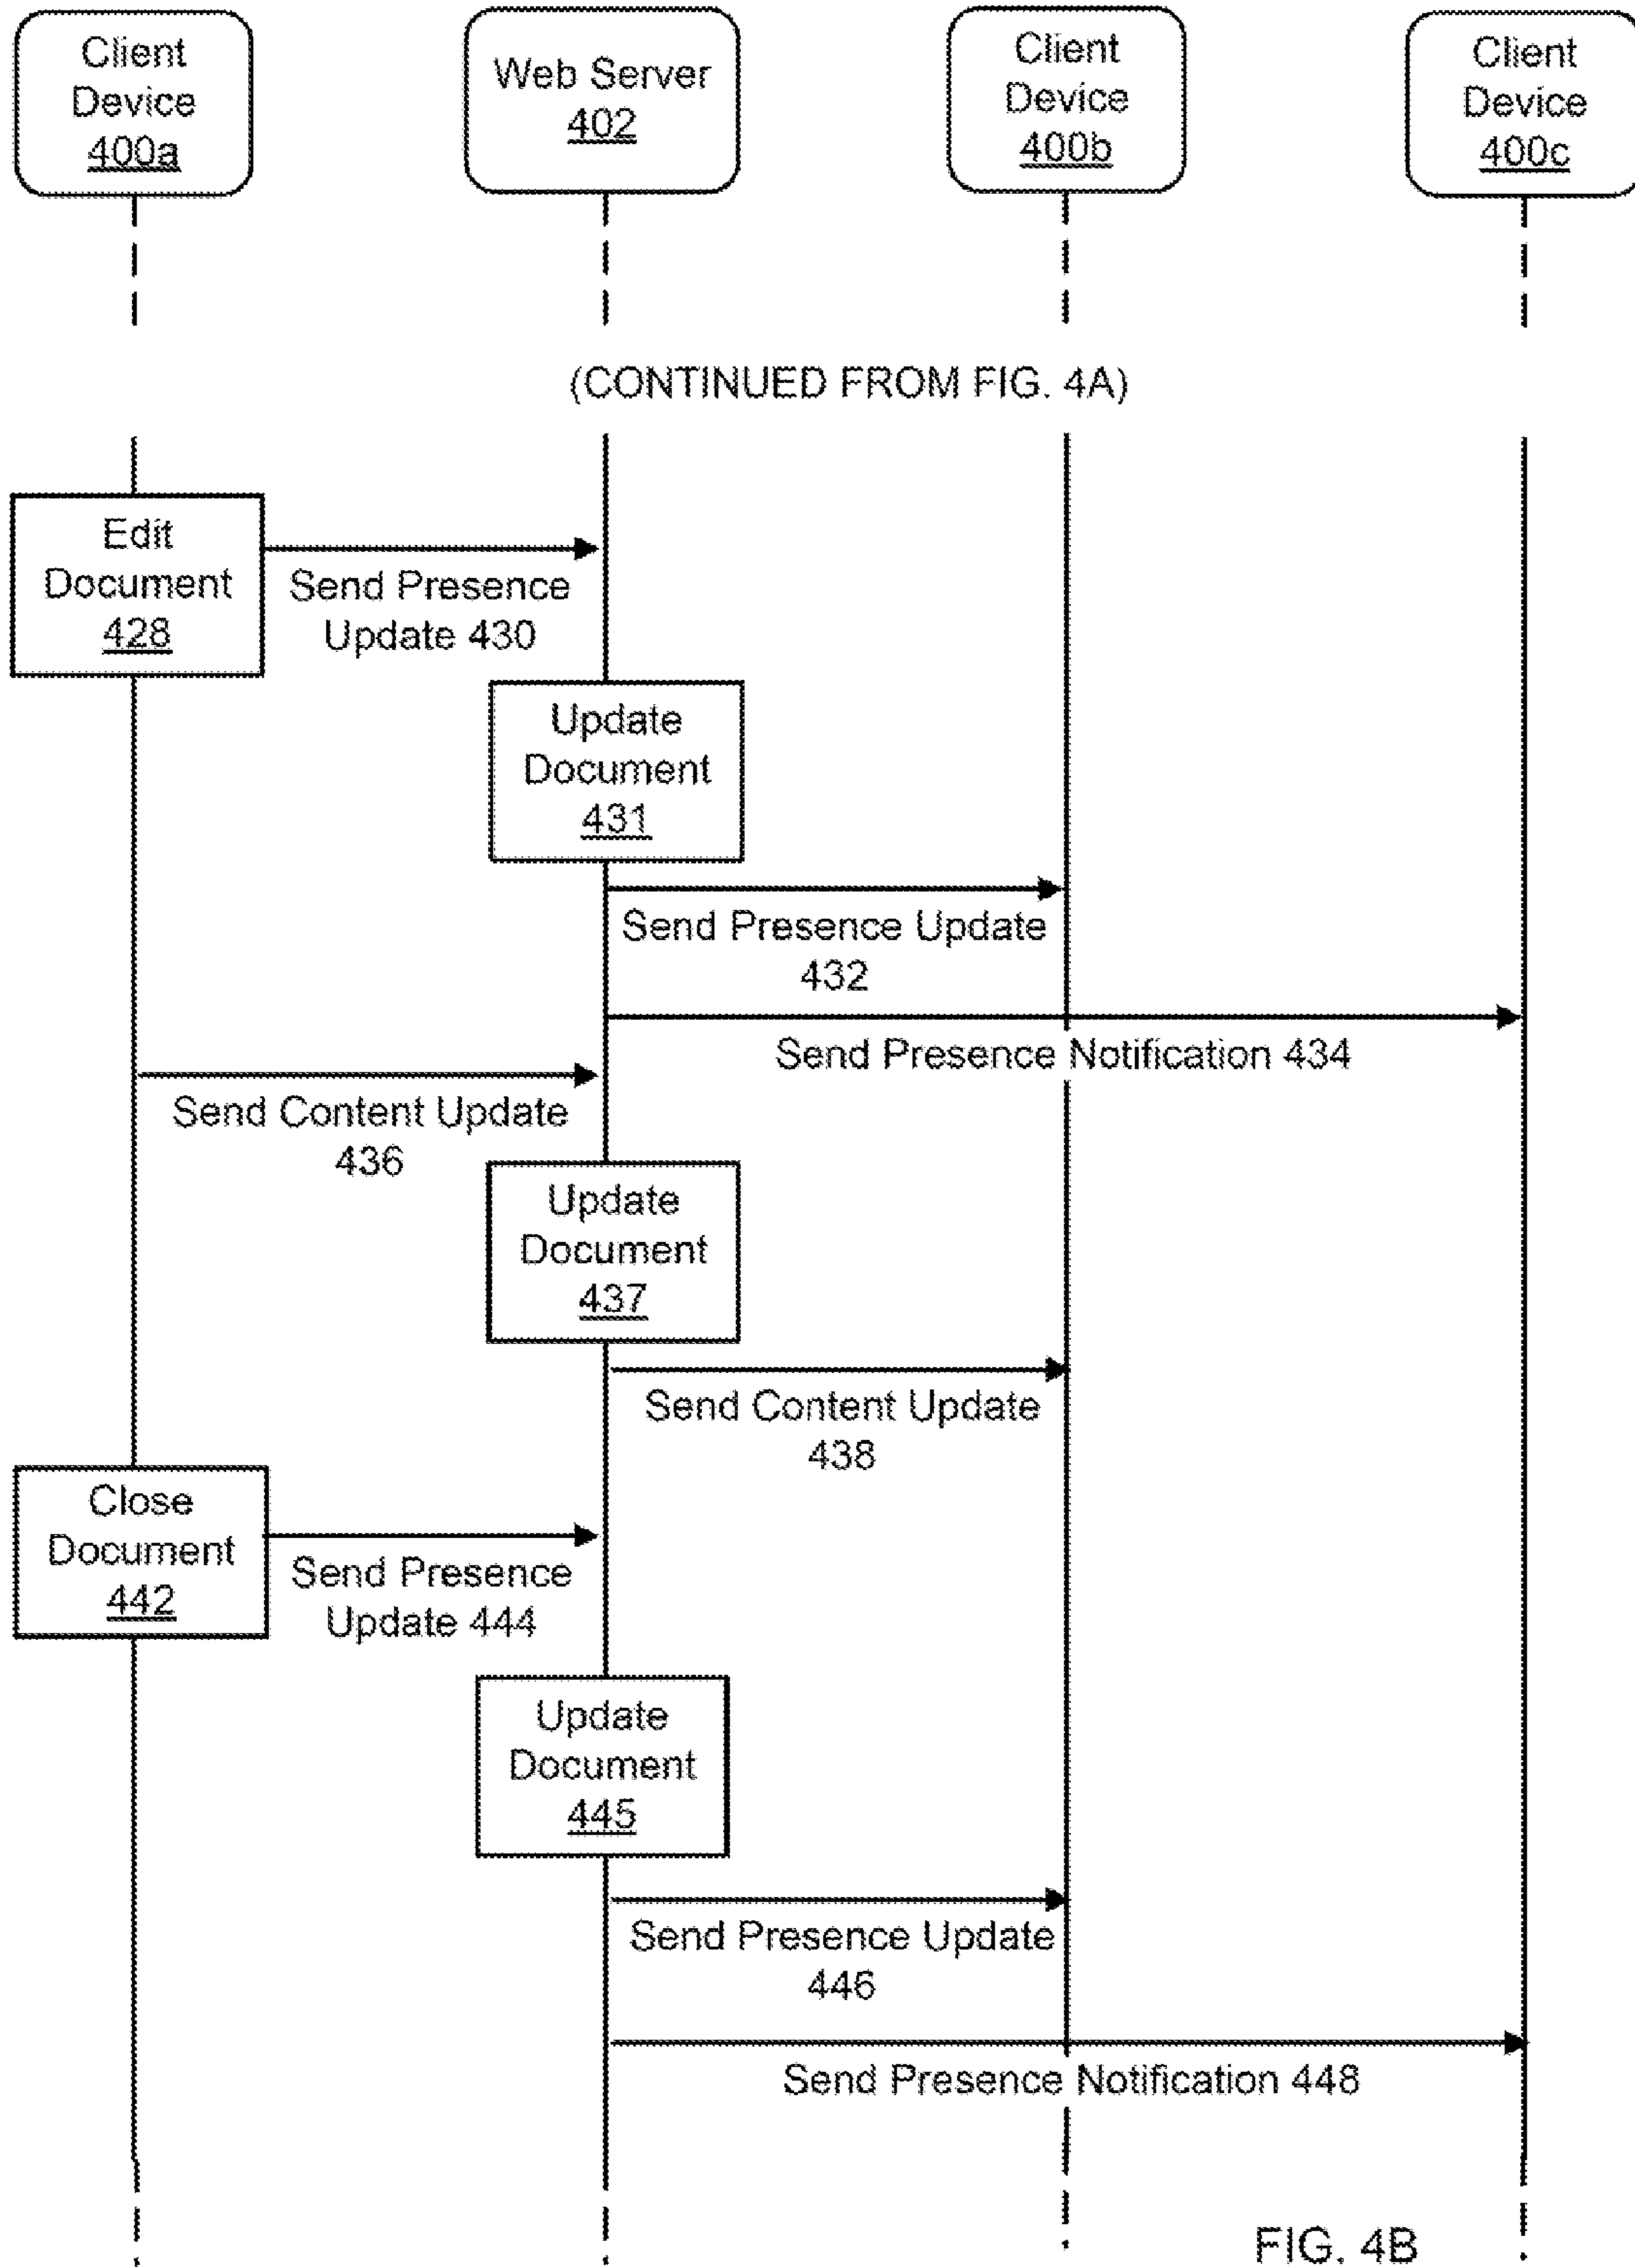 Client
Device
400a
Web Server
402
Client
Device
400b
Client
Device
400c
(CONTINUED FROM FIG. 4A)
Edit
Document
428
Send Presence
Update 430
Update
Document
431
Send Presence Update
432
Send Presence Notification 434
Send Content Update
436
Update
Document
437
Send Content Update
438
Close
Document
442
Send Presence
Update 444
Update
Document
445
Send Presence Update
446
Send Presence Notification 448
FIG. 4B